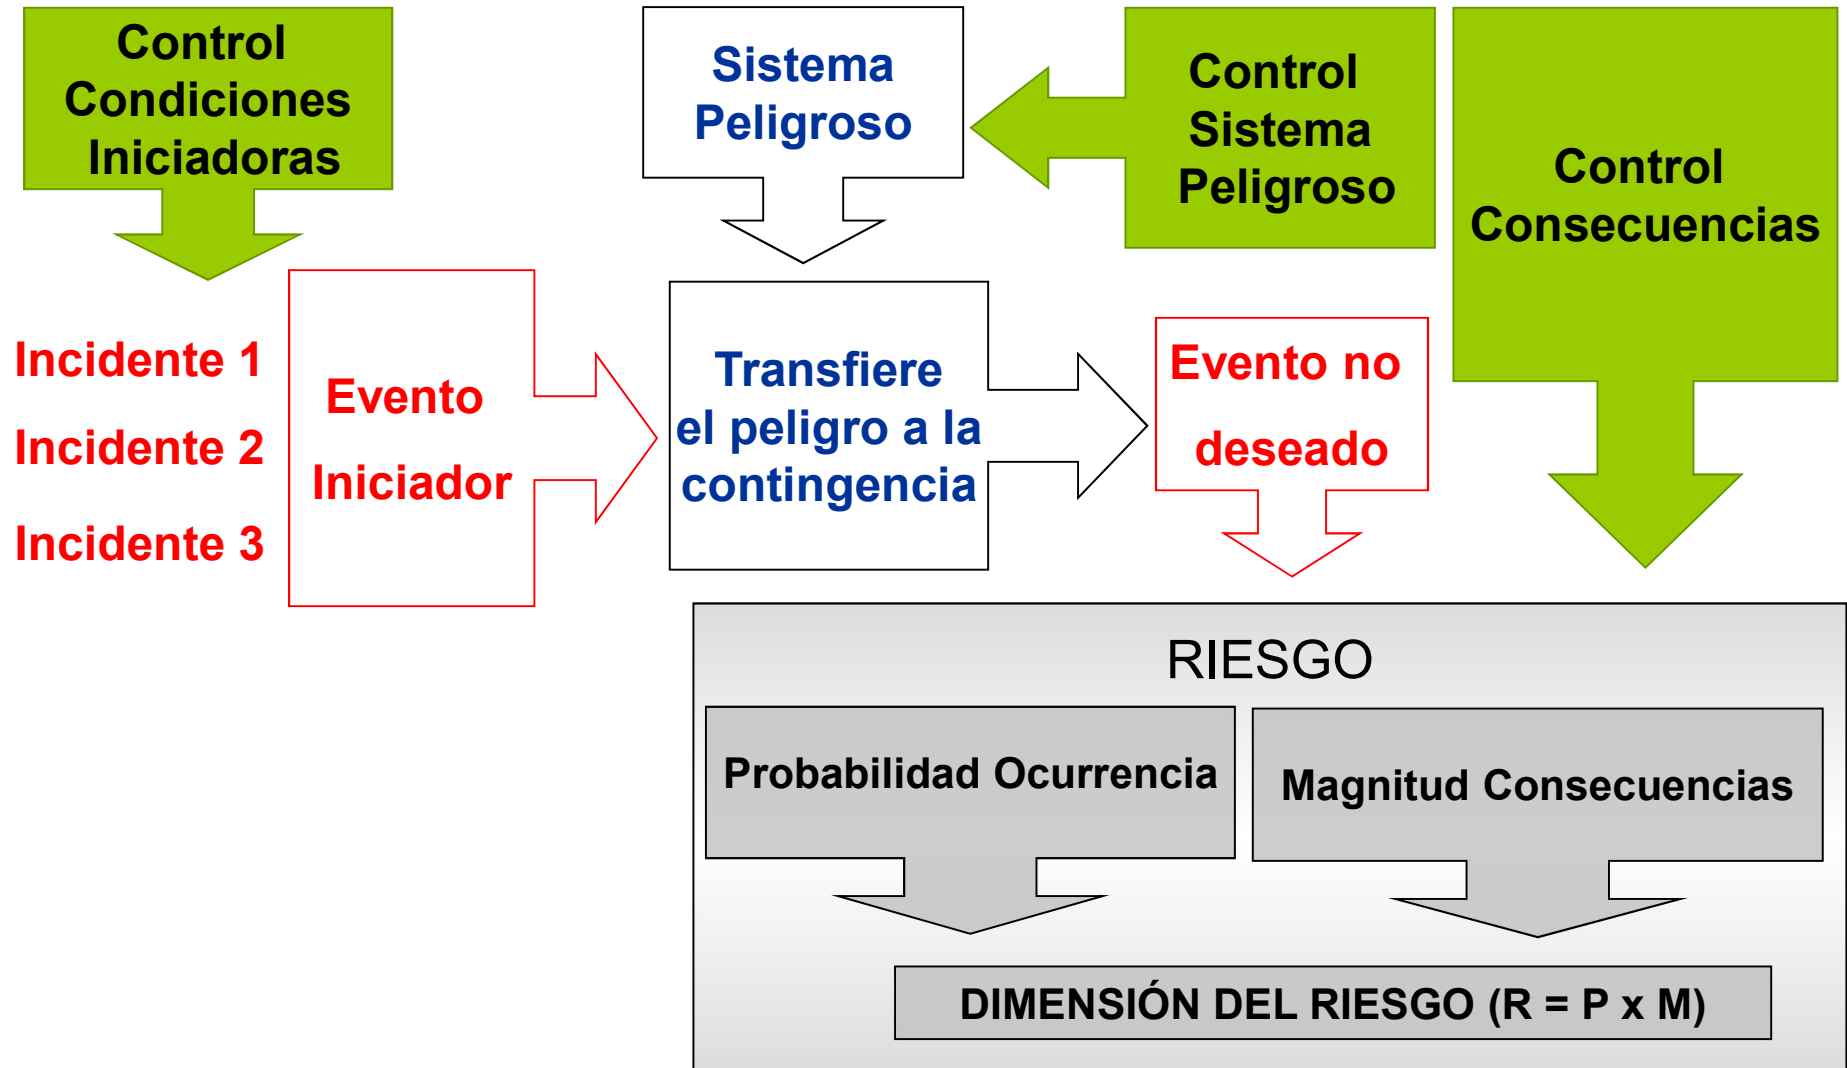 Control
Condiciones
Iniciadoras
Sistema
Peligroso
Control
Sistema
Peligroso
Control
Consecuencias
Incidente 1
Incidente 2
Incidente 3
Evento
Iniciador
Transfiere
el peligro a la
contingencia
Evento no
deseado
RIESGO
Probabilidad Ocurrencia
Magnitud Consecuencias
DIMENSIÓN DEL RIESGO (R = P x M)